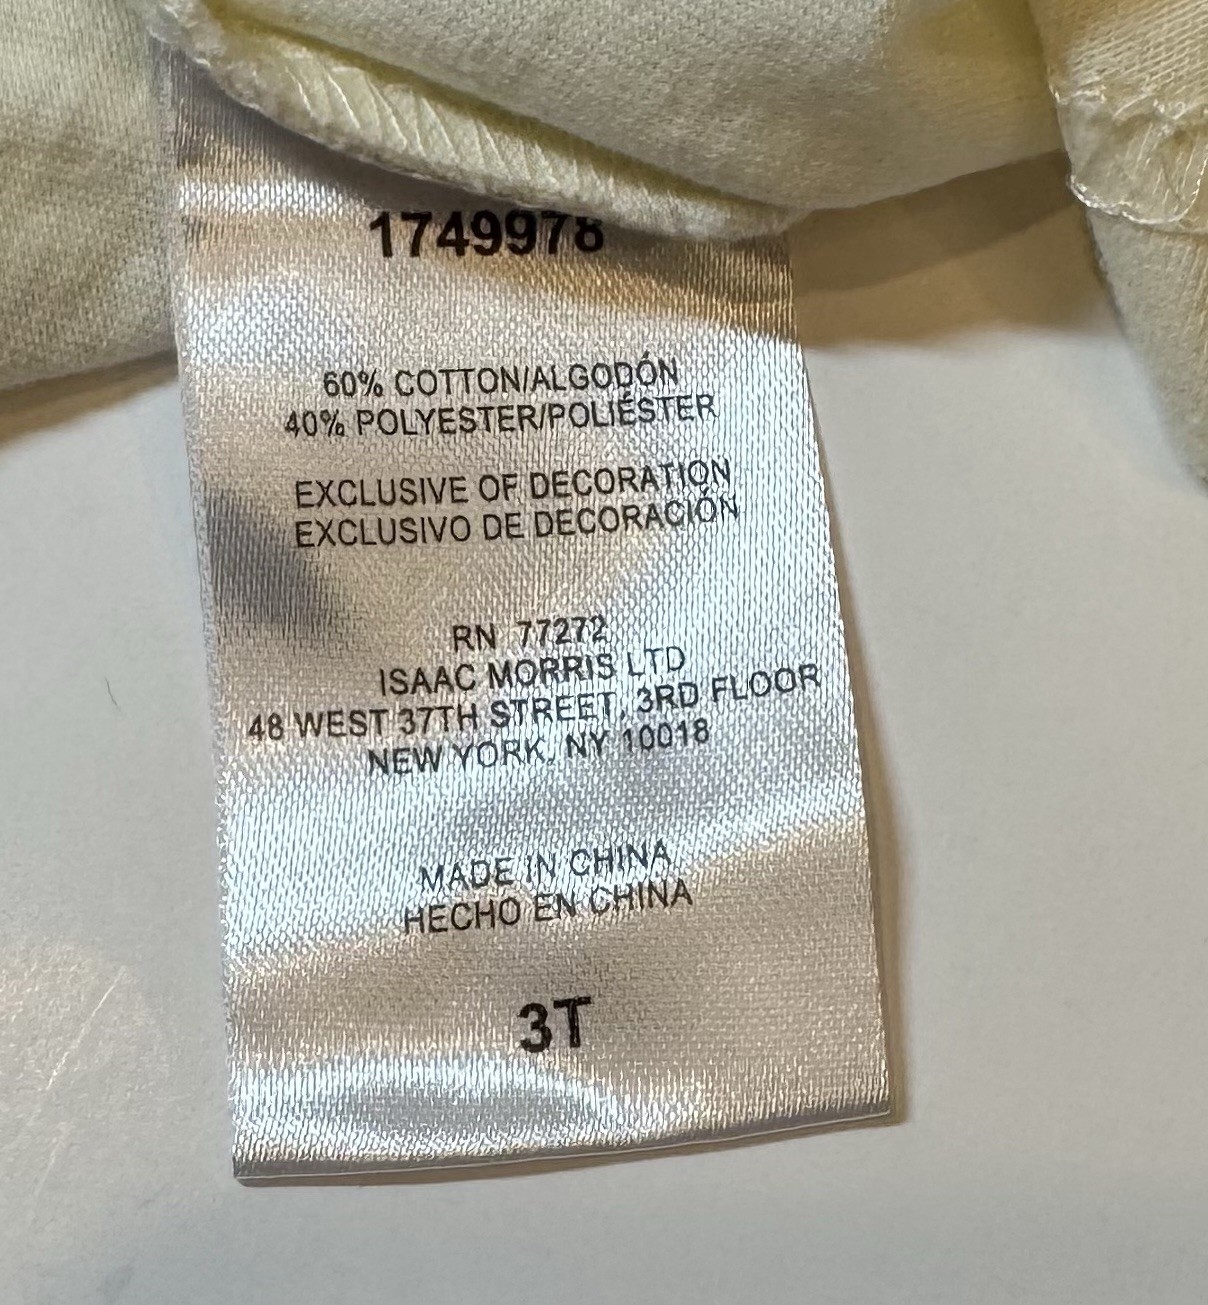 1749978
60% COTTON/ALGODÓN
40% POLYESTER/POLIÉSTER
EXCLUSIVE OF DECORATION
EXCLUSIVO DE DECORACIÓN
RN 77272
ISAAC MORRIS LTD
48 WEST 37TH STREET, 3RD FLOOR
NEW YORK, NY 10018
MADE IN CHINA
HECHO EN CHINA
3T